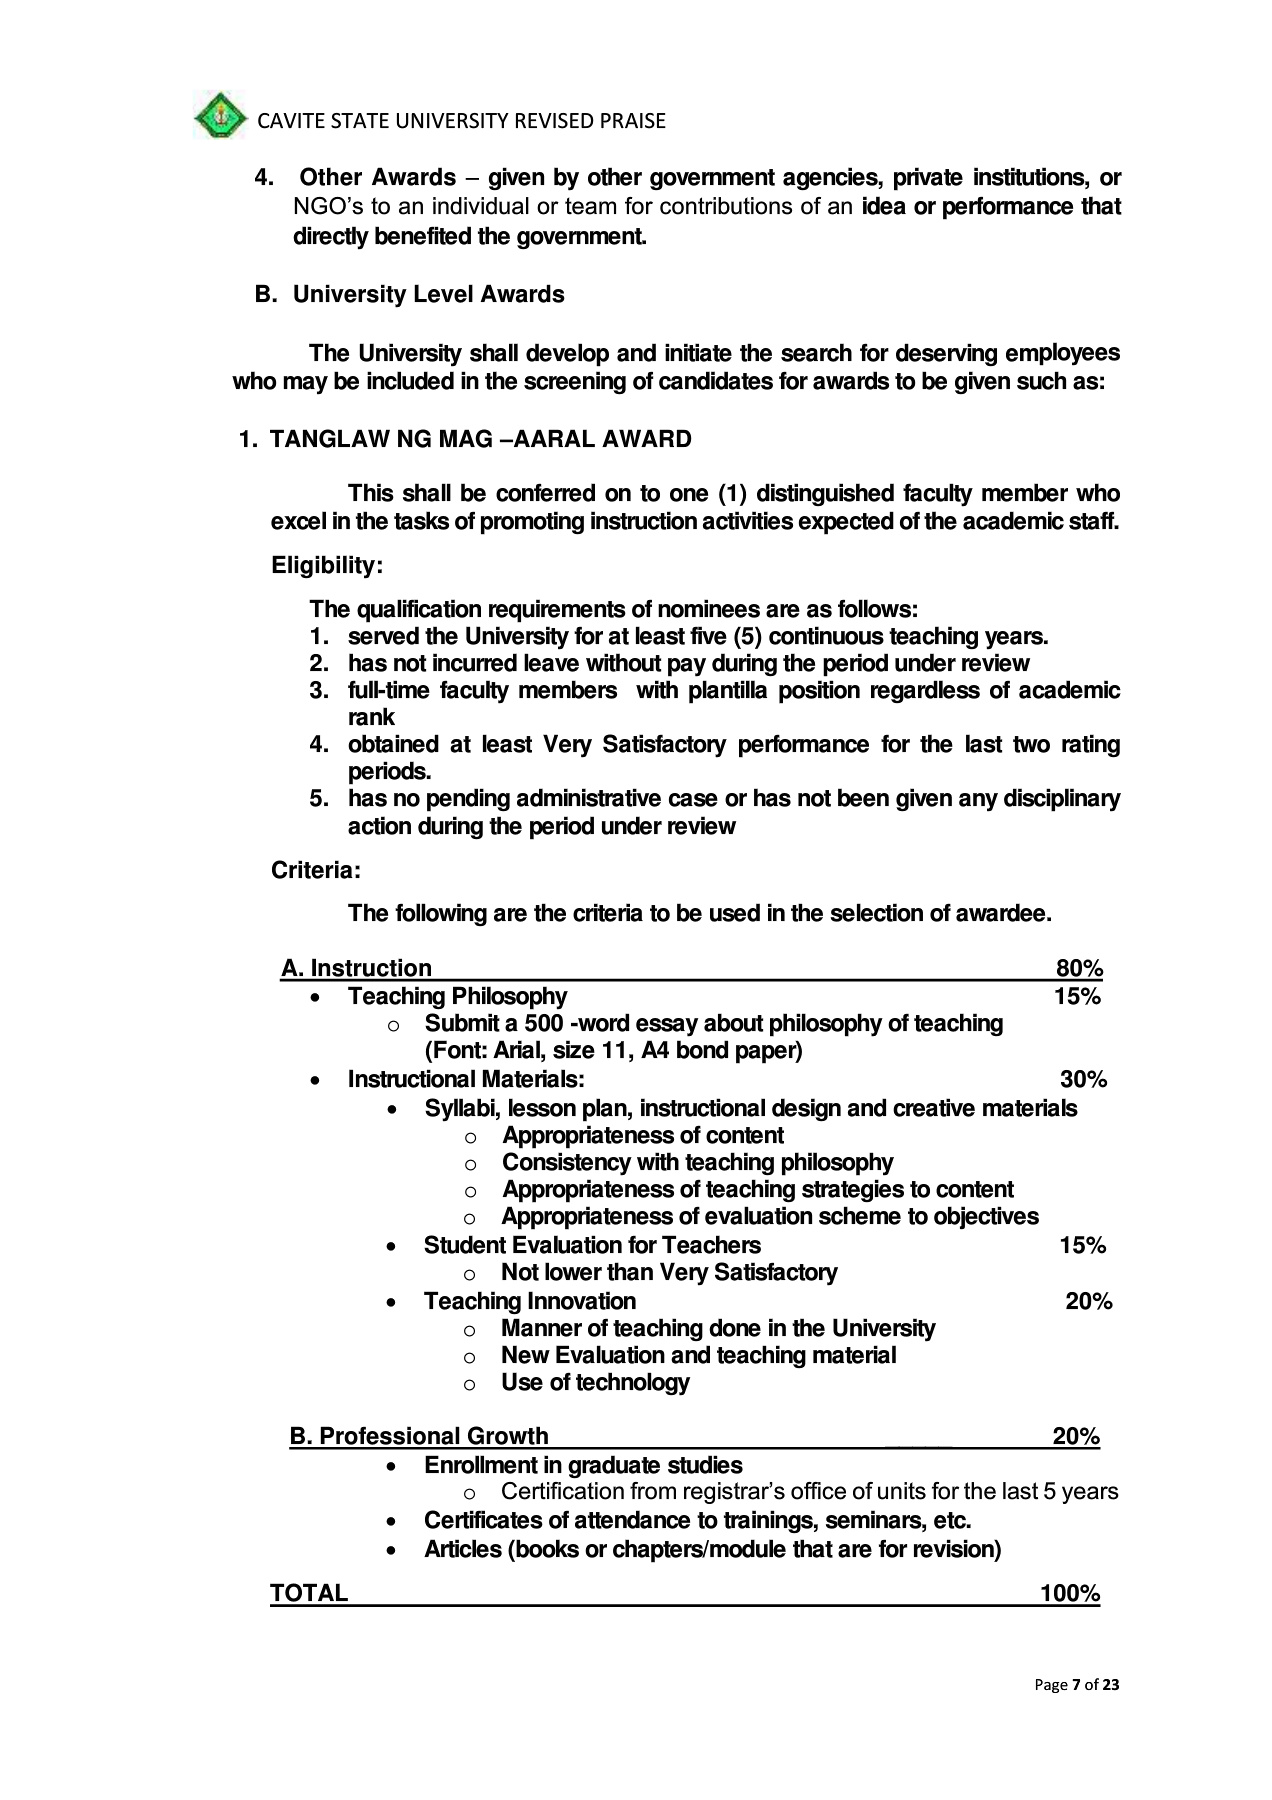 CAVITE STATE UNIVERSITY REVISED PRAISE
4. Other Awards – given by other government agencies, private institutions, or
NGO’s to an individual or team for contributions of an idea or performance that
directly benefited the government.
B. University Level Awards
The University shall develop and initiate the search for deserving employees
who may be included in the screening of candidates for awards to be given such as:
1. TANGLAW NG MAG –AARAL AWARD
This shall be conferred on to one (1) distinguished faculty member who
excel in the tasks of promoting instruction activities expected of the academic staff.
Eligibility:
The qualification requirements of nominees are as follows:
1. served the University for at least five (5) continuous teaching years.
2. has not incurred leave without pay during the period under review
3. full-time faculty members with plantilla position regardless of academic
rank
4. obtained at least Very Satisfactory performance for the last two rating
periods.
5. has no pending administrative case or has not been given any disciplinary
action during the period under review
Criteria:
The following are the criteria to be used in the selection of awardee.
A. Instruction 80%
• Teaching Philosophy 15%
o Submit a 500 -word essay about philosophy of teaching
(Font: Arial, size 11, A4 bond paper)
• Instructional Materials: 30%
• Syllabi, lesson plan, instructional design and creative materials
o Appropriateness of content
o Consistency with teaching philosophy
o Appropriateness of teaching strategies to content
o Appropriateness of evaluation scheme to objectives
• Student Evaluation for Teachers 15%
o Not lower than Very Satisfactory
• Teaching Innovation 20%
o Manner of teaching done in the University
o New Evaluation and teaching material
o Use of technology
B. Professional Growth 20%
• Enrollment in graduate studies
o Certification from registrar’s office of units for the last 5 years
• Certificates of attendance to trainings, seminars, etc.
• Articles (books or chapters/module that are for revision)
TOTAL 100%
Page 7 of 23